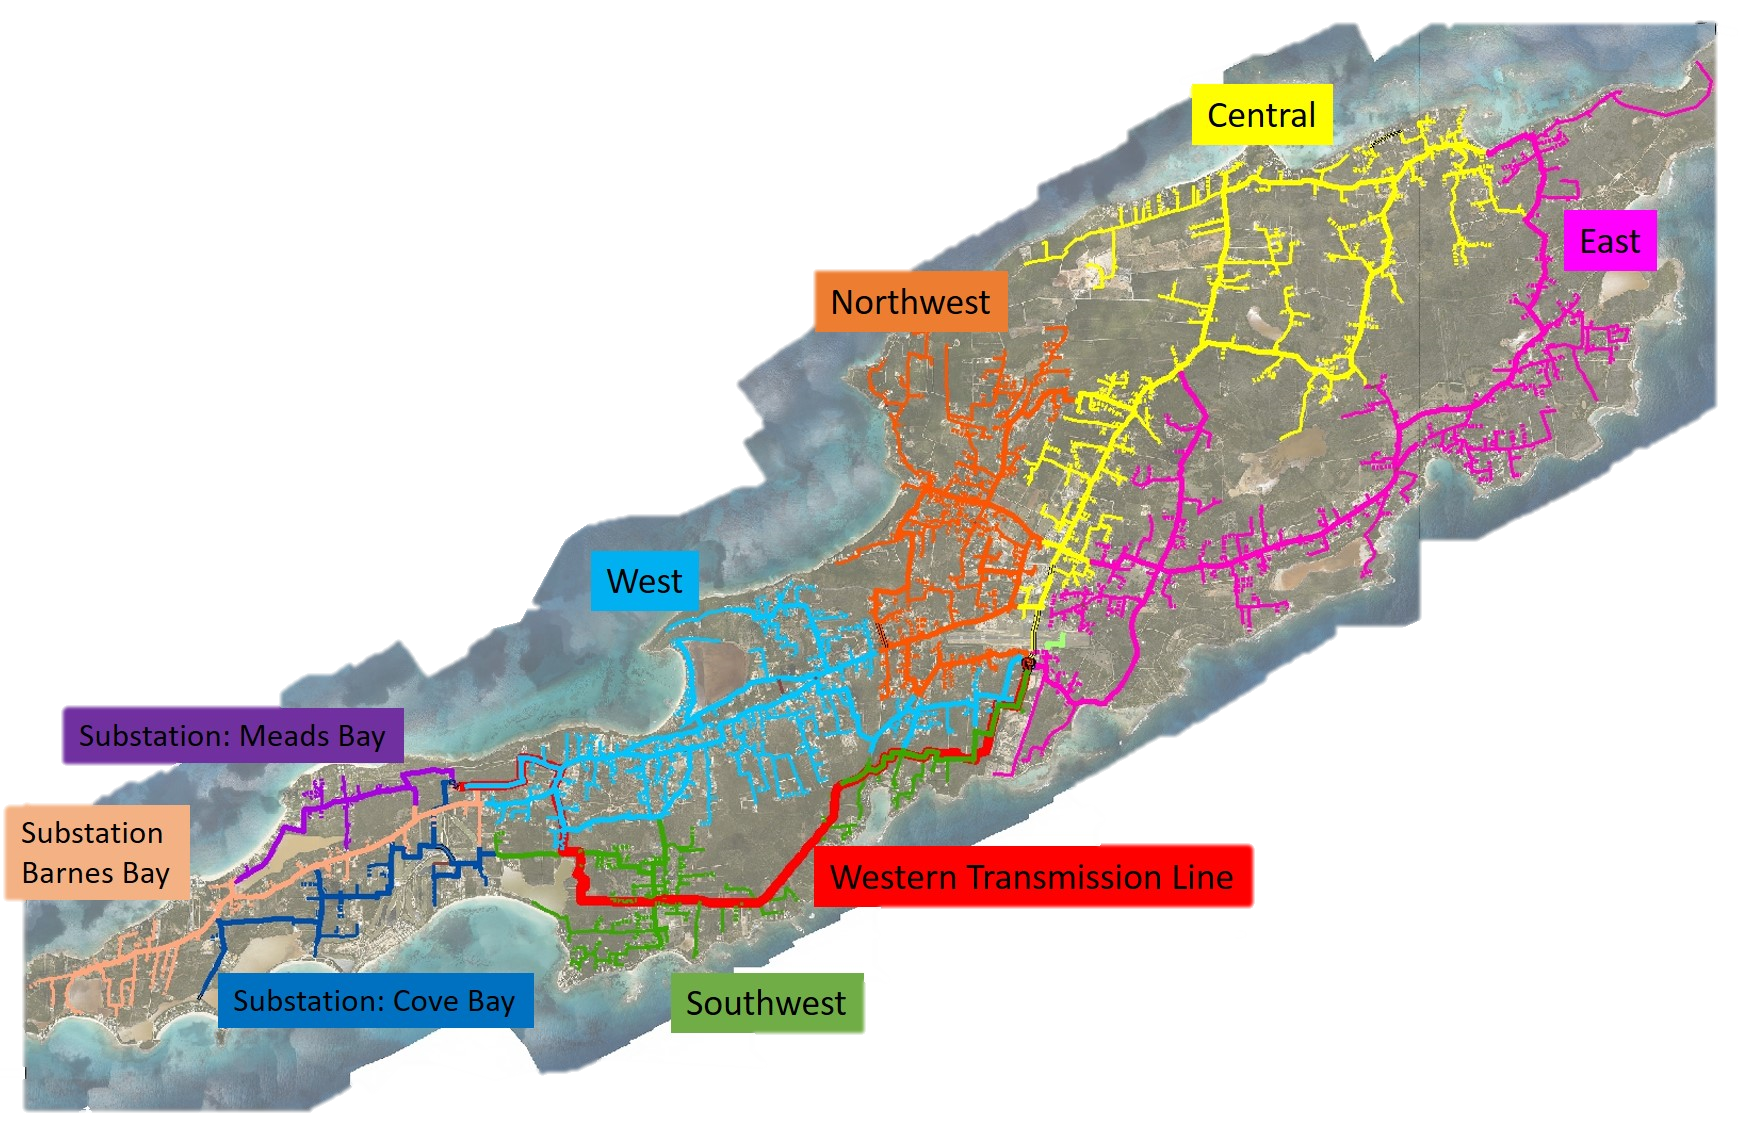 Central
East
Northwest
West
Substation: Meads Bay
Substation
Barnes Bay
Western Transmission Line
Substation: Cove Bay
Southwest